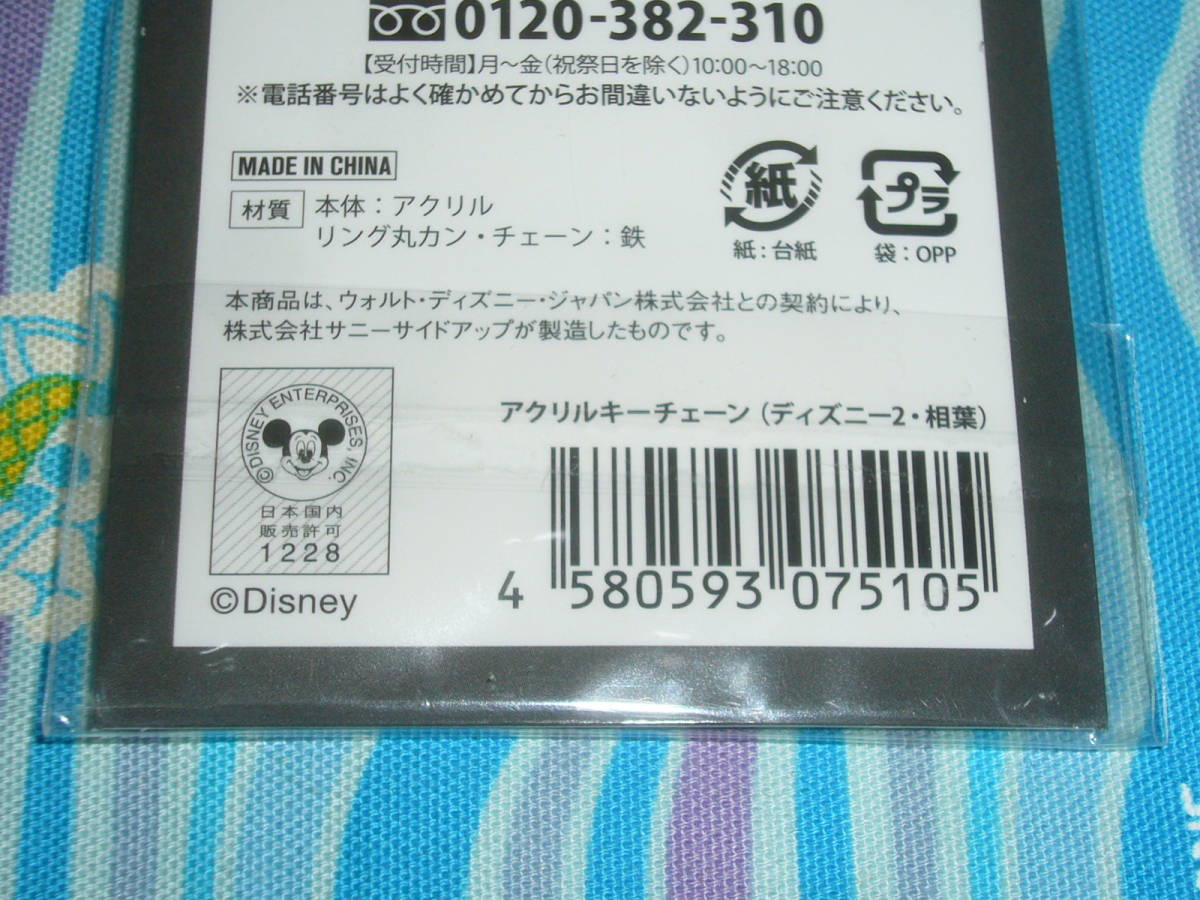 0120-382-310
【受付時間】月〜金(祝祭日を除く)10:00〜18:00
※電話番号はよく確かめてからお間違いないようにご注意ください。
MADE IN CHINA
材質 本体：アクリル
リング丸カン・チェーン：鉄
紙
紙：台紙
プラ
袋：OPP
本商品は、ウォルト・ディズニー・ジャパン株式会社との契約により、
株式会社サニーサイドアップが製造したものです。
©DISNEY ENTERPRISES, INC.
日本国内
販売許可
1228
©Disney
アクリルキーチェーン（ディズニー2・相葉）
4 580593 075105